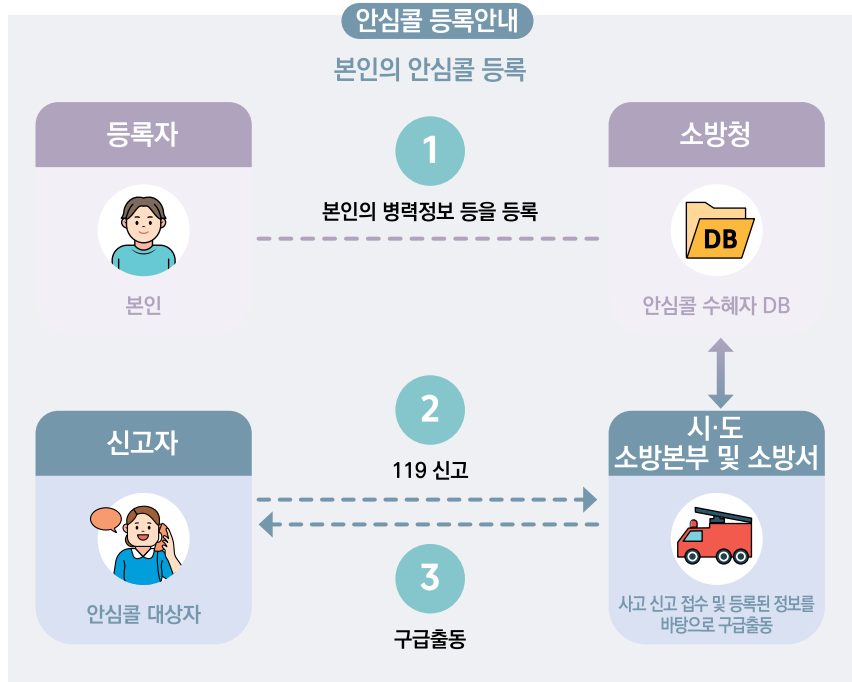 안심콜 등록안내
본인의 안심콜 등록
등록자
본인
1
본인의 병력정보 등을 등록
소방청
DB
안심콜 수혜자 DB
신고자
안심콜 대상자
2
119 신고
3
구급출동
시·도
소방본부 및 소방서
사고 신고 접수 및 등록된 정보를
바탕으로 구급출동